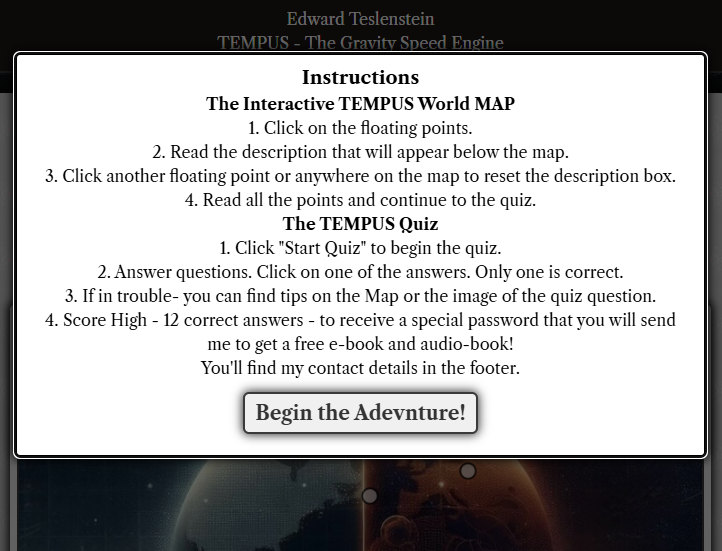 Edward Teslenstein
TEMPUS - The Gravity Speed Engine
Instructions
The Interactive TEMPUS World MAP
1. Click on the floating points.
2. Read the description that will appear below the map.
3. Click another floating point or anywhere on the map to reset the description box.
4. Read all the points and continue to the quiz.
The TEMPUS Quiz
1. Click "Start Quiz" to begin the quiz.
2. Answer questions. Click on one of the answers. Only one is correct.
3. If in trouble- you can find tips on the Map or the image of the quiz question.
4. Score High - 12 correct answers - to receive a special password that you will send
me to get a free e-book and audio-book!
You'll find my contact details in the footer.
Begin the Adevnture!